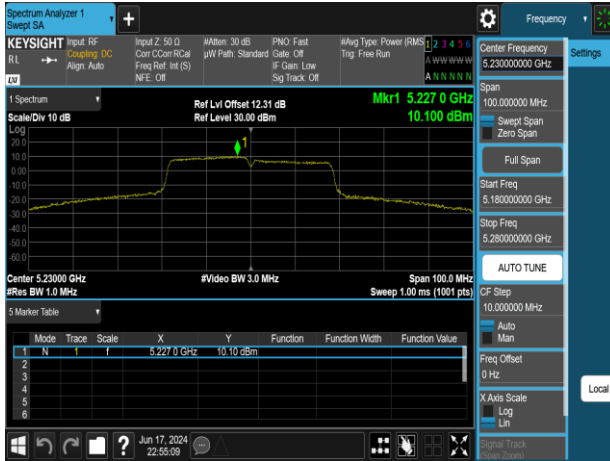 Spectrum Analyzer 1
Swept SA
Frequency
KEYSIGHT
RL
Input: RF
Coupling: DC
Align: Auto
Input Z: 50 Ω
Corr CCorr RCal
Freq Ref: Int (S)
NFE: Off
#Atten: 30 dB
µW Path: Standard
PNO: Fast
Gate: Off
IF Gain: Low
Sig Track: Off
#Avg Type: Power (RMS
Trig: Free Run
1 2 3 4 5 6
A W W W W W
A N N N N N
LXI
1 Spectrum
Scale/Div 10 dB
Ref Lvl Offset 12.31 dB
Ref Level 30.00 dBm
Mkr1 5.227 0 GHz
10.100 dBm
Log
20.0
10.0
0.00
-10.0
-20.0
-30.0
-40.0
-50.0
-60.0
1
Center 5.23000 GHz
#Res BW 1.0 MHz
#Video BW 3.0 MHz
Span 100.0 MHz
Sweep 1.00 ms (1001 pts)
5 Marker Table
Mode Trace Scale X Y Function Function Width Function Value
1 N 1 f 5.227 0 GHz 10.10 dBm
2
3
4
5
6
Jun 17, 2024
22:55:09
Center Frequency
5.230000000 GHz
Settings
Span
100.000000 MHz
Swept Span
Zero Span
Full Span
Start Freq
5.180000000 GHz
Stop Freq
5.280000000 GHz
AUTO TUNE
CF Step
10.000000 MHz
Auto
Man
Freq Offset
0 Hz
X Axis Scale
Log
Lin
Signal Track
(Span Zoom)
Local